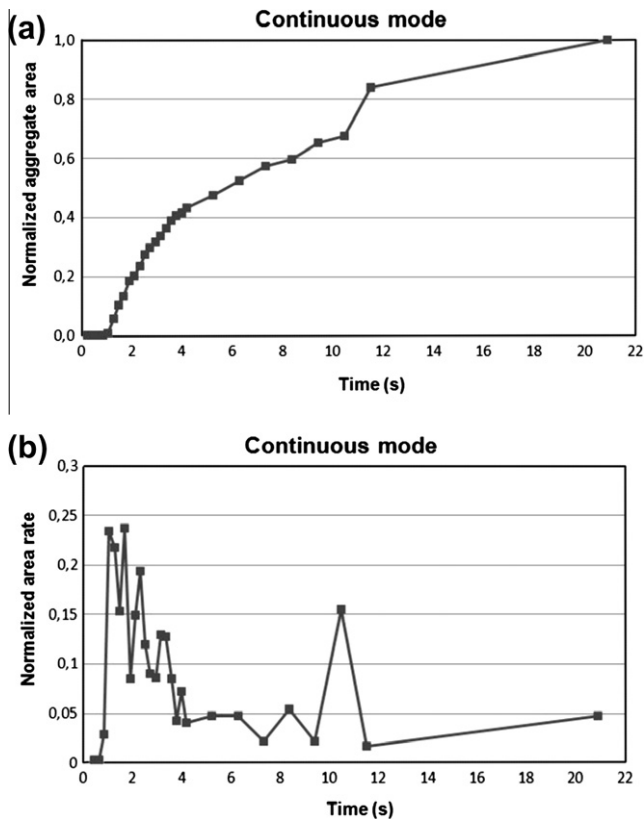 (a)
Continuous mode
Normalized aggregate area
1,0
0,8
0,6
0,4
0,2
0,0
0 2 4 6 8 10 12 14 16 18 20 22
Time (s)
(b)
Continuous mode
Normalized area rate
0,3
0,25
0,2
0,15
0,1
0,05
0
0 2 4 6 8 10 12 14 16 18 20 22
Time (s)